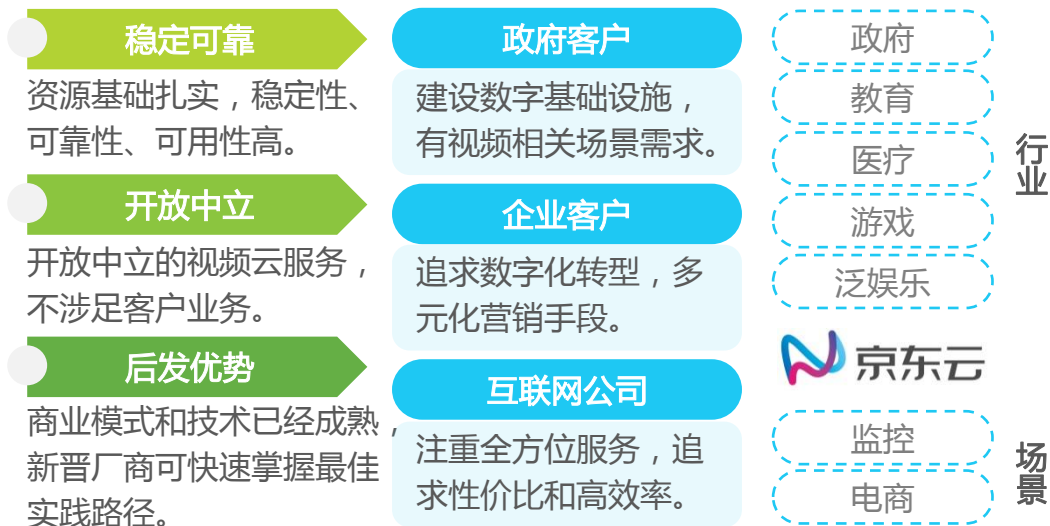 稳定可靠
资源基础扎实，稳定性、
可靠性、可用性高。
开放中立
开放中立的视频云服务，
不涉足客户业务。
后发优势
商业模式和技术已经成熟，
新晋厂商可快速掌握最佳
实践路径。
政府客户
建设数字基础设施，
有视频相关场景需求。
企业客户
追求数字化转型，多
元化营销手段。
互联网公司
注重全方位服务，追
求性价比和高效率。
政府
教育
医疗
游戏
泛娱乐
行业
京东云
监控
电商
场景